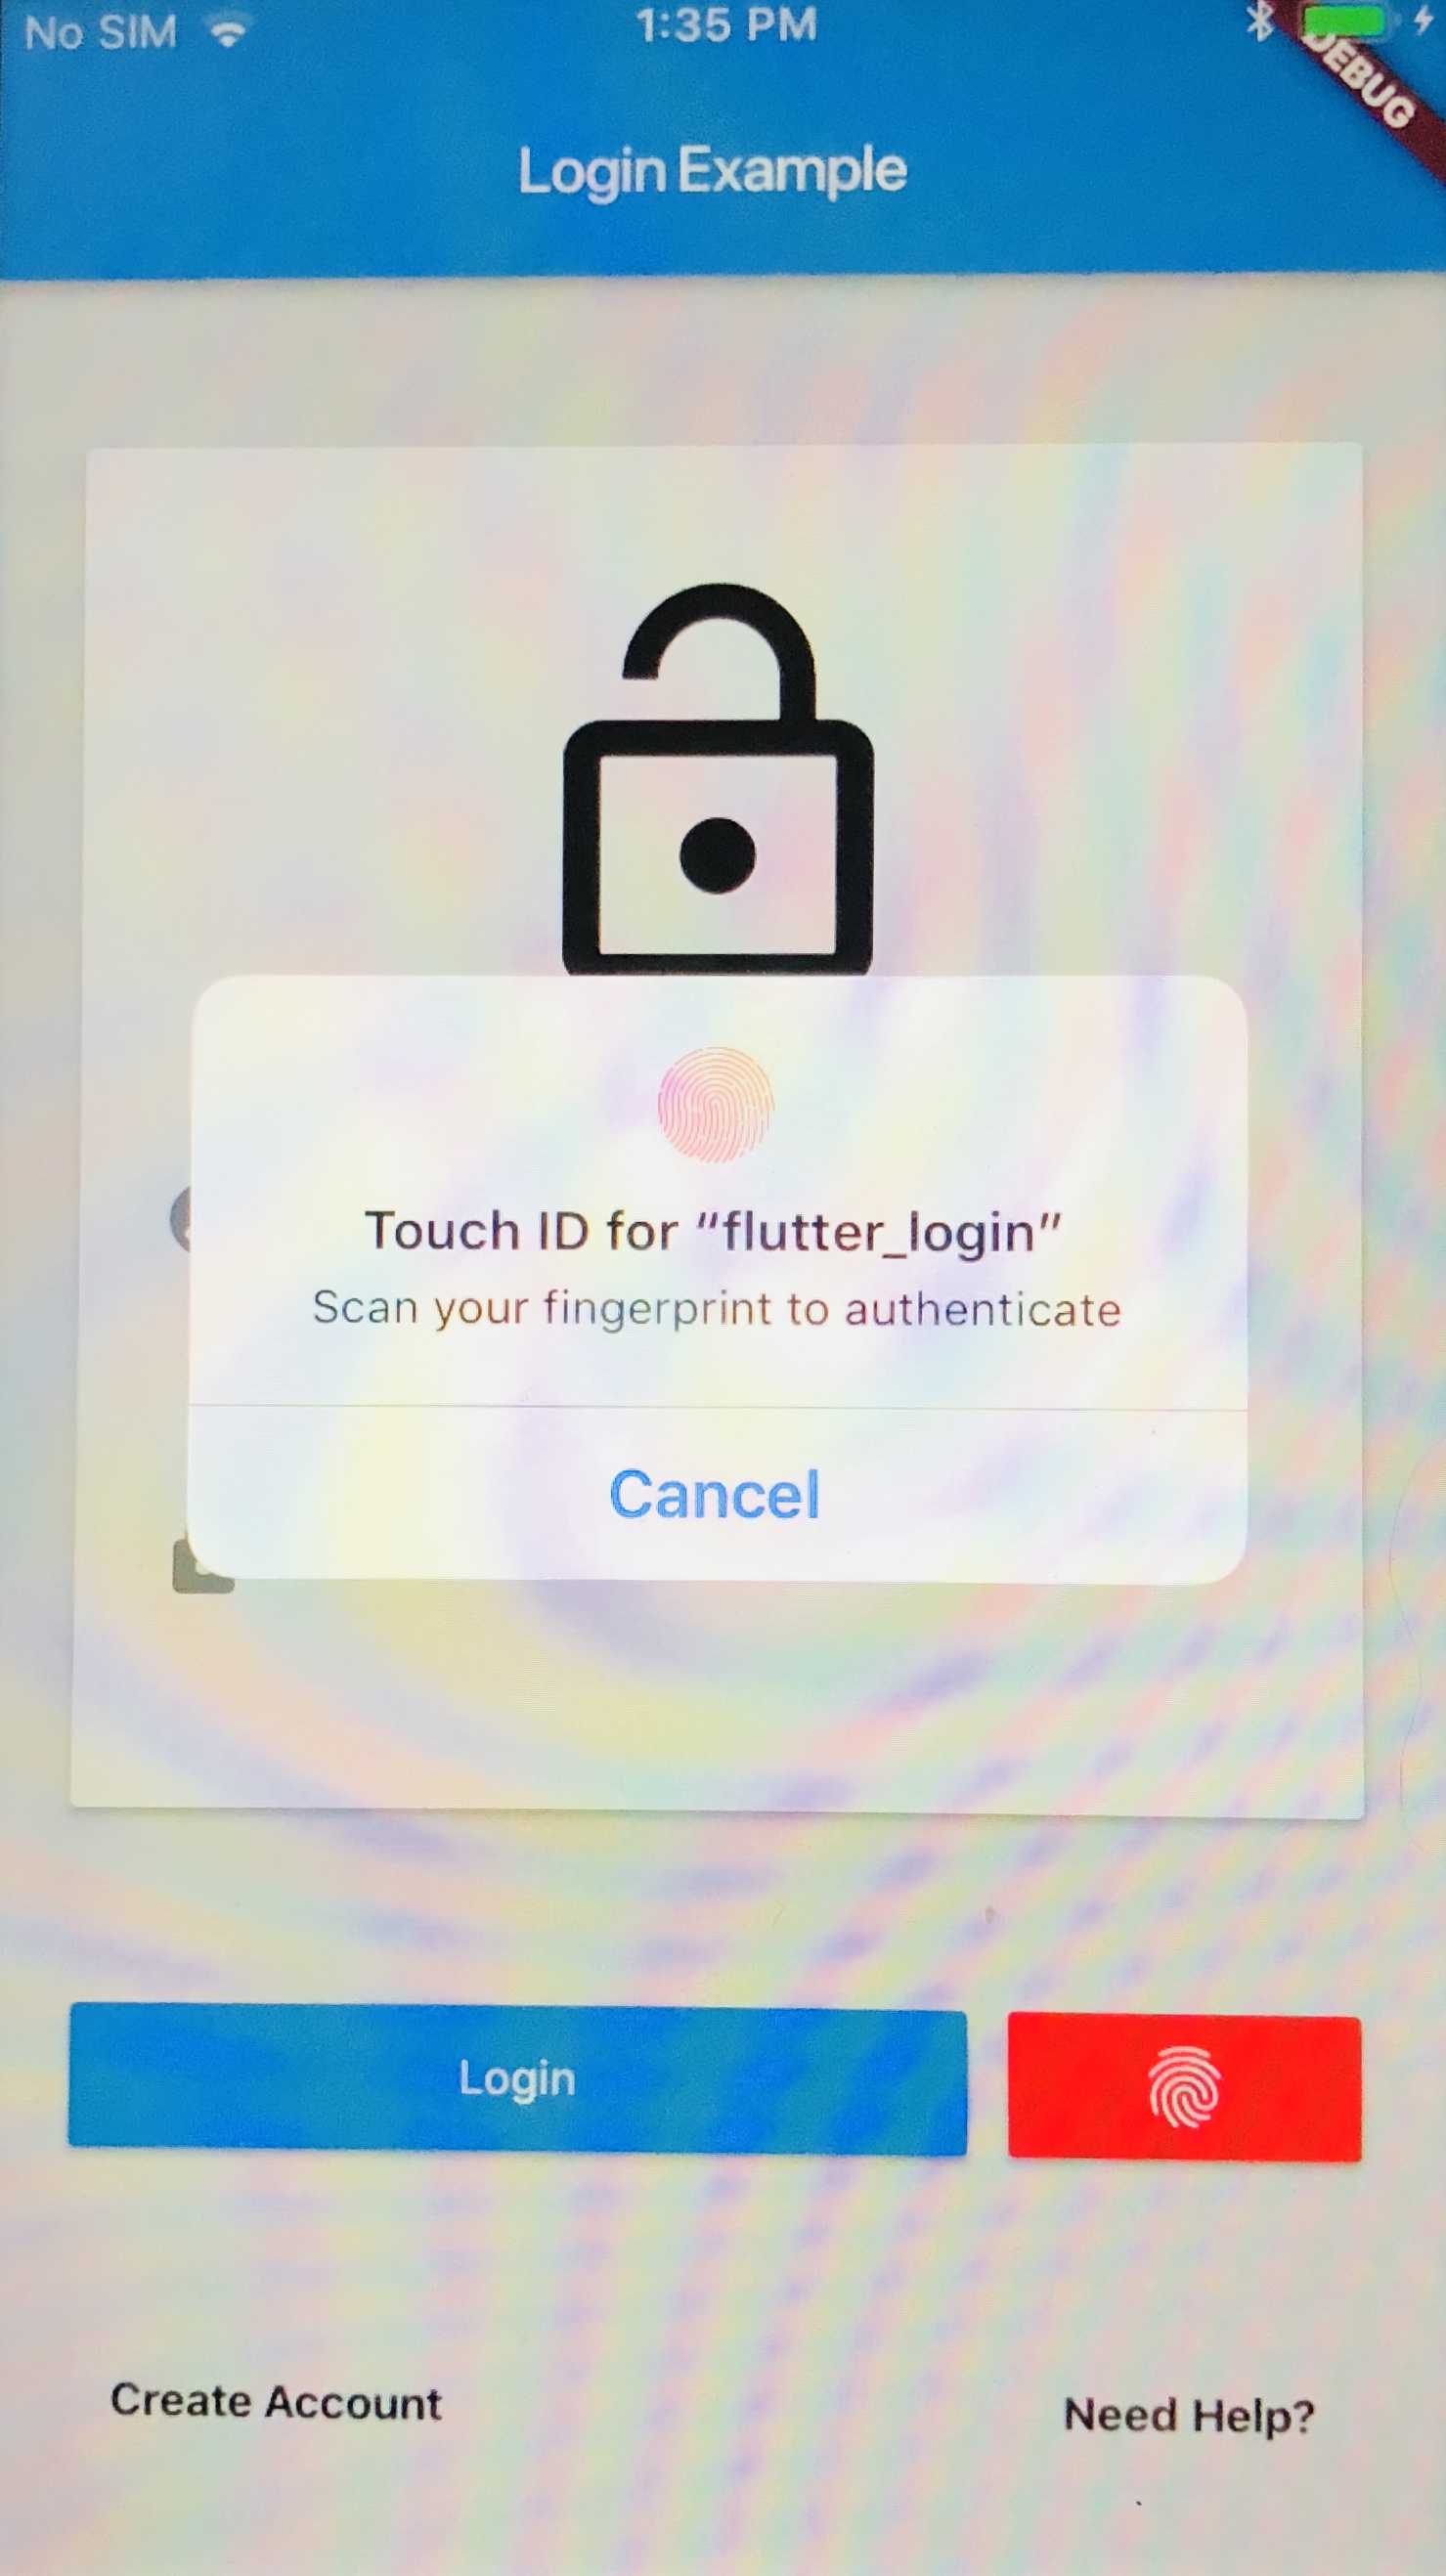 No SIM
1:35 PM
DEBUG
Login Example
Touch ID for “flutter_login”
Scan your fingerprint to authenticate
Cancel
Login
Create Account
Need Help?